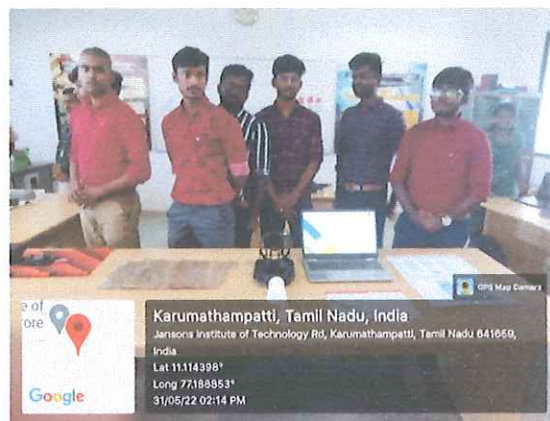 GPS Map Camera
e of
ore
Google
Karumathampatti, Tamil Nadu, India
Jansons Institute of Technology Rd, Karumathampatti, Tamil Nadu 641659,
India
Lat 11.114398°
Long 77.188853°
31/05/22 02:14 PM